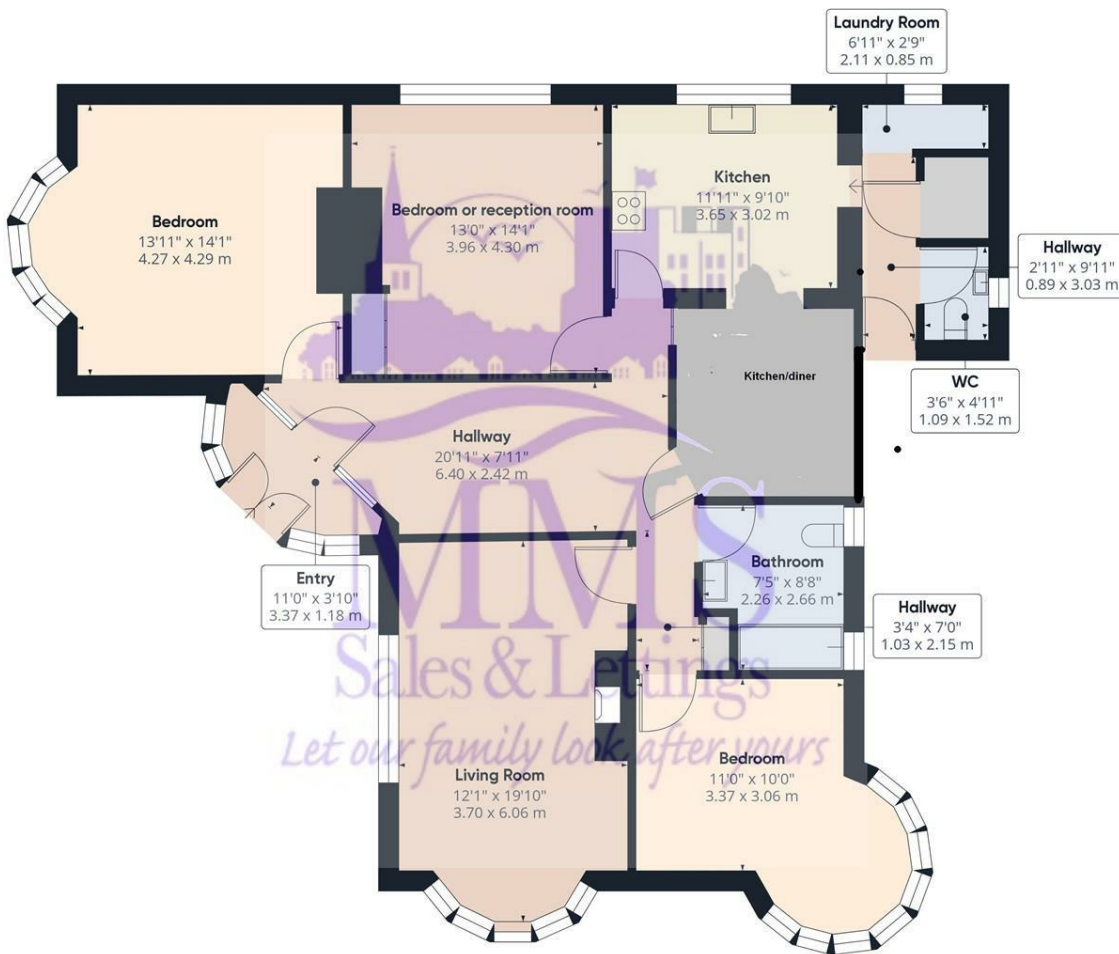 Laundry Room
6'11" x 2'9"
2.11 x 0.85 m
Bedroom
13'11" x 14'1"
4.27 x 4.29 m
Bedroom or reception room
13'0" x 14'1"
3.96 x 4.30 m
Kitchen
11'11" x 9'10"
3.65 x 3.02 m
Hallway
2'11" x 9'11"
0.89 x 3.03 m
Kitchen/diner
WC
3'6" x 4'11"
1.09 x 1.52 m
Hallway
20'11" x 7'11"
6.40 x 2.42 m
MMS
Sales & Lettings
Let our family look after yours
Entry
11'0" x 3'10"
3.37 x 1.18 m
Bathroom
7'5" x 8'8"
2.26 x 2.66 m
Hallway
3'4" x 7'0"
1.03 x 2.15 m
Living Room
12'1" x 19'10"
3.70 x 6.06 m
Bedroom
11'0" x 10'0"
3.37 x 3.06 m